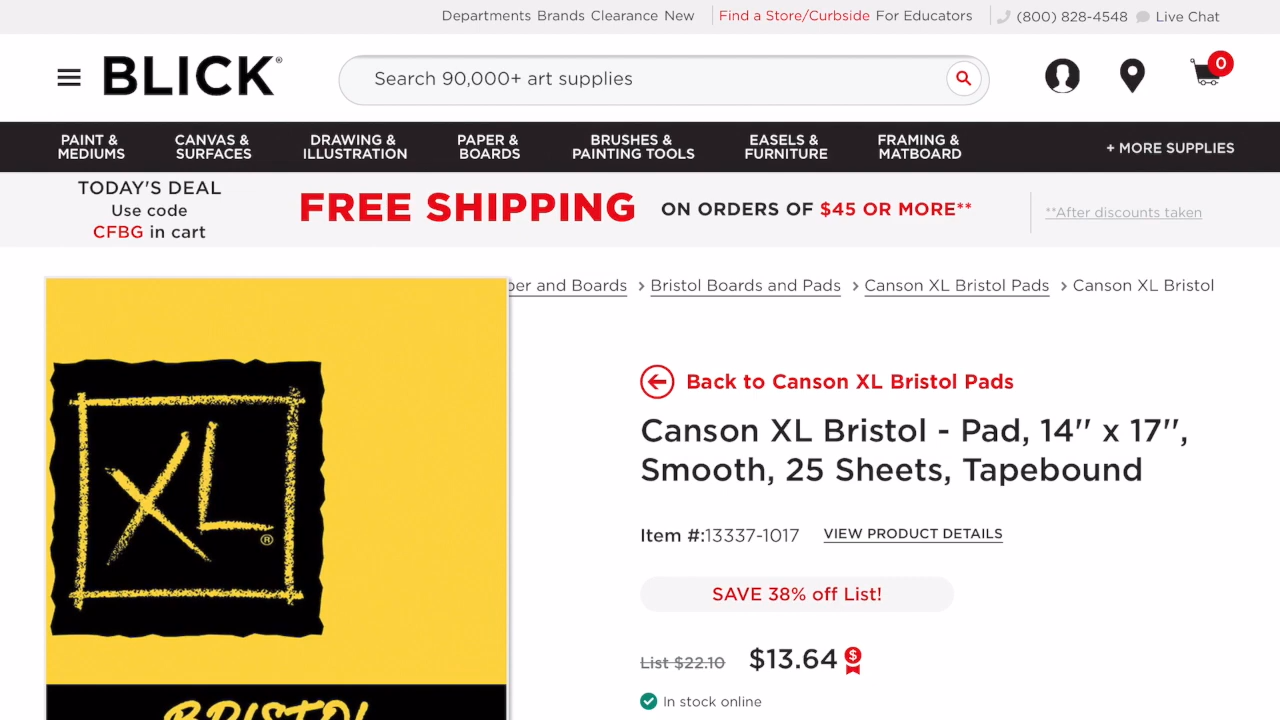 Departments Brands Clearance New Find a Store/Curbside For Educators (800) 828-4548 Live Chat
BLICK®
Search 90,000+ art supplies
0
PAINT & MEDIUMS
CANVAS & SURFACES
DRAWING & ILLUSTRATION
PAPER & BOARDS
BRUSHES & PAINTING TOOLS
EASELS & FURNITURE
FRAMING & MATBOARD
+ MORE SUPPLIES
TODAY'S DEAL
Use code
CFBG in cart
FREE SHIPPING ON ORDERS OF $45 OR MORE**
**After discounts taken
and Boards > Bristol Boards and Pads > Canson XL Bristol Pads > Canson XL Bristol
XL®
BRISTOL
Back to Canson XL Bristol Pads
Canson XL Bristol - Pad, 14'' x 17'',
Smooth, 25 Sheets, Tapebound
Item #:13337-1017 VIEW PRODUCT DETAILS
SAVE 38% off List!
List $22.10 $13.64 $
In stock online